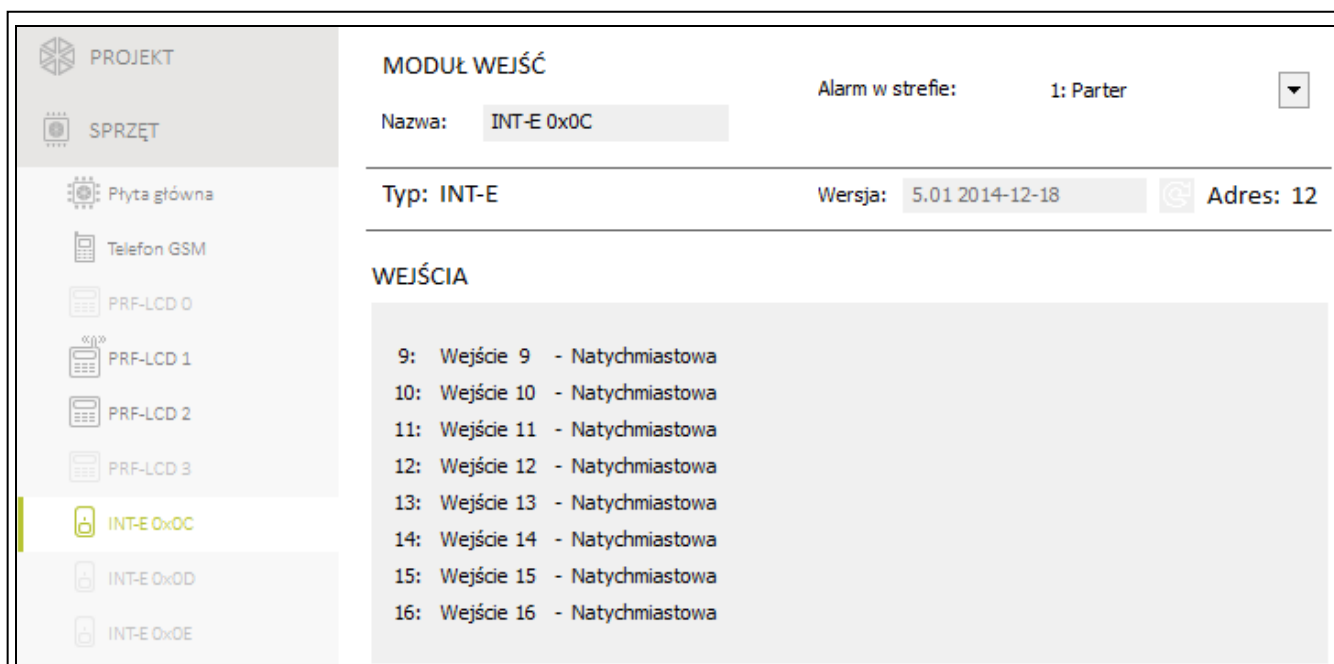 PROJEKT
SPRZĘT
Płyta główna
Telefon GSM
PRF-LCD 0
PRF-LCD 1
PRF-LCD 2
PRF-LCD 3
INT-E 0x0C
INT-E 0x0D
INT-E 0x0E
MODUŁ WEJŚĆ
Nazwa: INT-E 0x0C
Alarm w strefie: 1: Parter
Typ: INT-E Wersja: 5.01 2014-12-18 Adres: 12
WEJŚCIA
9: Wejście 9 - Natychmiastowa
10: Wejście 10 - Natychmiastowa
11: Wejście 11 - Natychmiastowa
12: Wejście 12 - Natychmiastowa
13: Wejście 13 - Natychmiastowa
14: Wejście 14 - Natychmiastowa
15: Wejście 15 - Natychmiastowa
16: Wejście 16 - Natychmiastowa